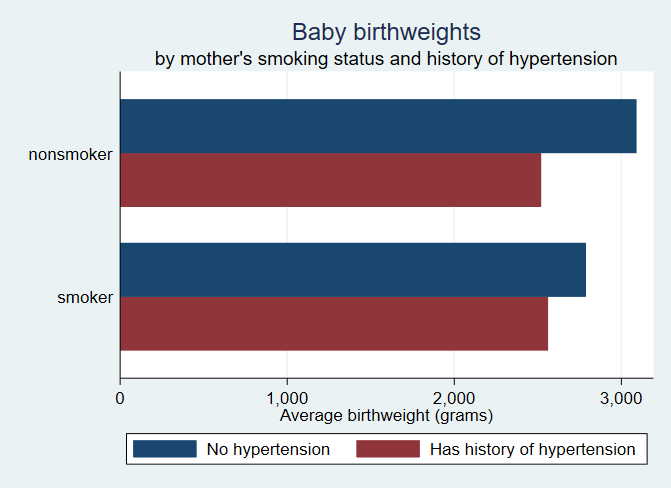 Baby birthweights
by mother's smoking status and history of hypertension
nonsmoker
smoker
0 1,000 2,000 3,000
Average birthweight (grams)
No hypertension Has history of hypertension